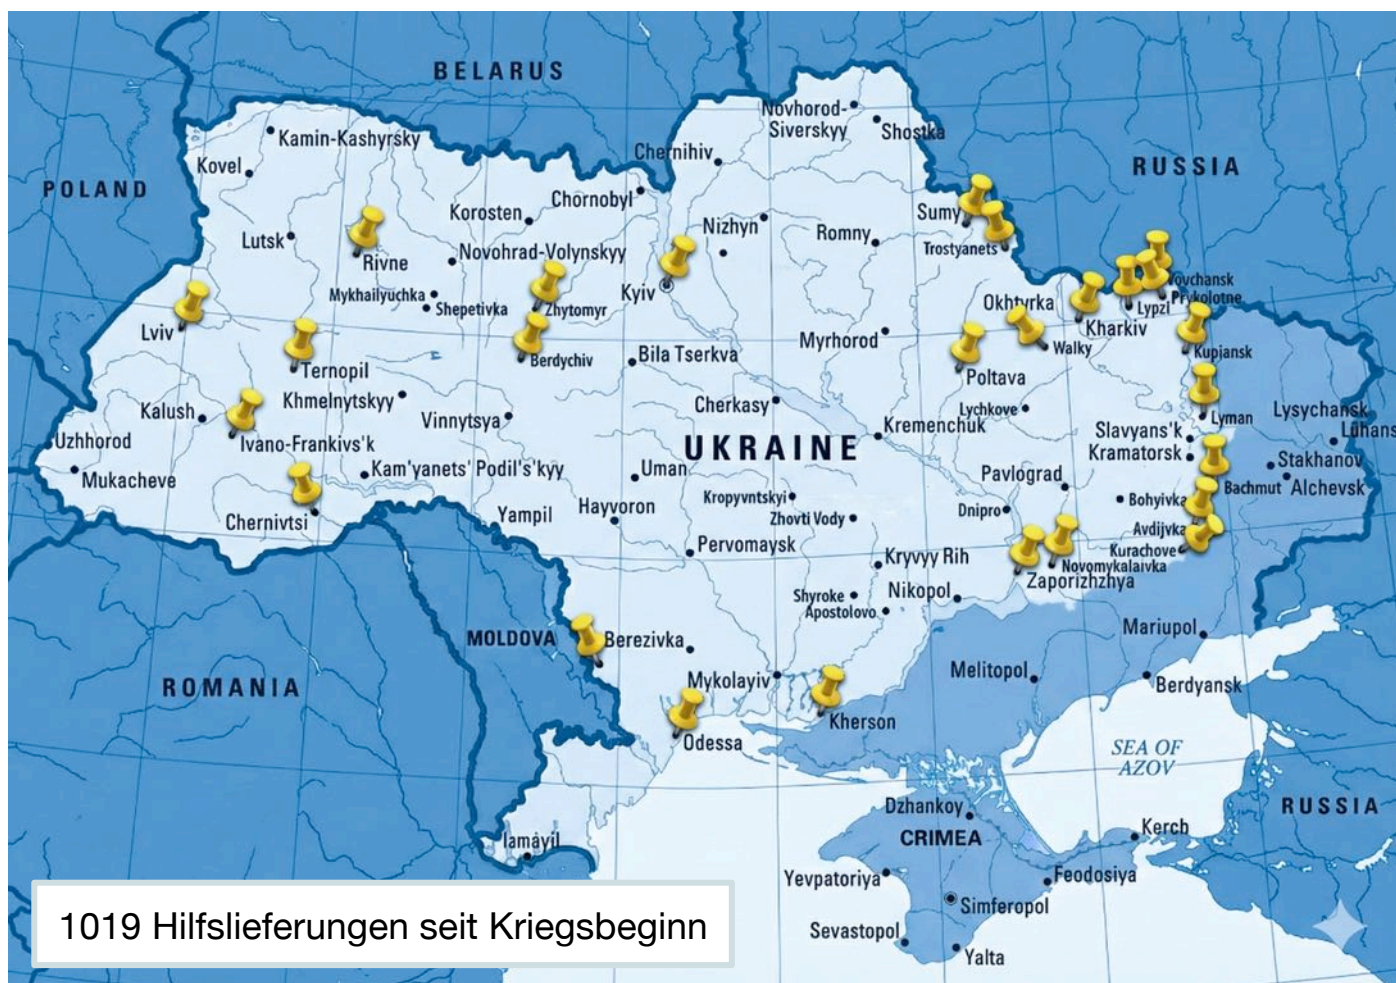 BELARUS
Novhorod-
Siverskyy
Shostka
Kamin-Kashyrsky
Chernihiv
Kovel
RUSSIA
POLAND
Chornobyl
Korosten
Sumy
Nizhyn
Romny
Lutsk
Trostyanets
Rivne
Novohrad-Volynskyy
Vovchansk
Mykhailyuchka
Kyiv
Prykolotne
Shepetivka
Zhytomyr
Okhtyrka
Lypzi
Lviv
Kharkiv
Myrhorod
Walky
Kupjansk
Berdychiv
Bila Tserkva
Ternopil
Poltava
Khmelnytskyy
Kalush
Cherkasy
Lychkove
Lysychansk
Vinnytsya
Kremenchuk
Lyman
Slavyans'k
Luhans
Uzhhorod
Ivano-Frankivs'k
UKRAINE
Kramatorsk
Stakhanov
Mukacheve
Kam'yanets' Podil's'kyy
Uman
Pavlograd
Bachmut
Alchevsk
Kropyvntskyi
Bohyivka
Hayvoron
Dnipro
Chernivtsi
Yampil
Zhovti Vody
Avdijvka
Pervomaysk
Kurachove
Kryvyy Rih
Novomykalaivka
Zaporizhzhya
Shyroke
Nikopol
Apostolovo
MOLDOVA
Berezivka
Mariupol
ROMANIA
Mykolayiv
Melitopol
Berdyansk
Kherson
Odessa
SEA OF
AZOV
Dzhankoy
RUSSIA
CRIMEA
Kerch
Iamáyil
Yevpatoriya
Feodosiya
Simferopol
1019 Hilfslieferungen seit Kriegsbeginn
Sevastopol
Yalta